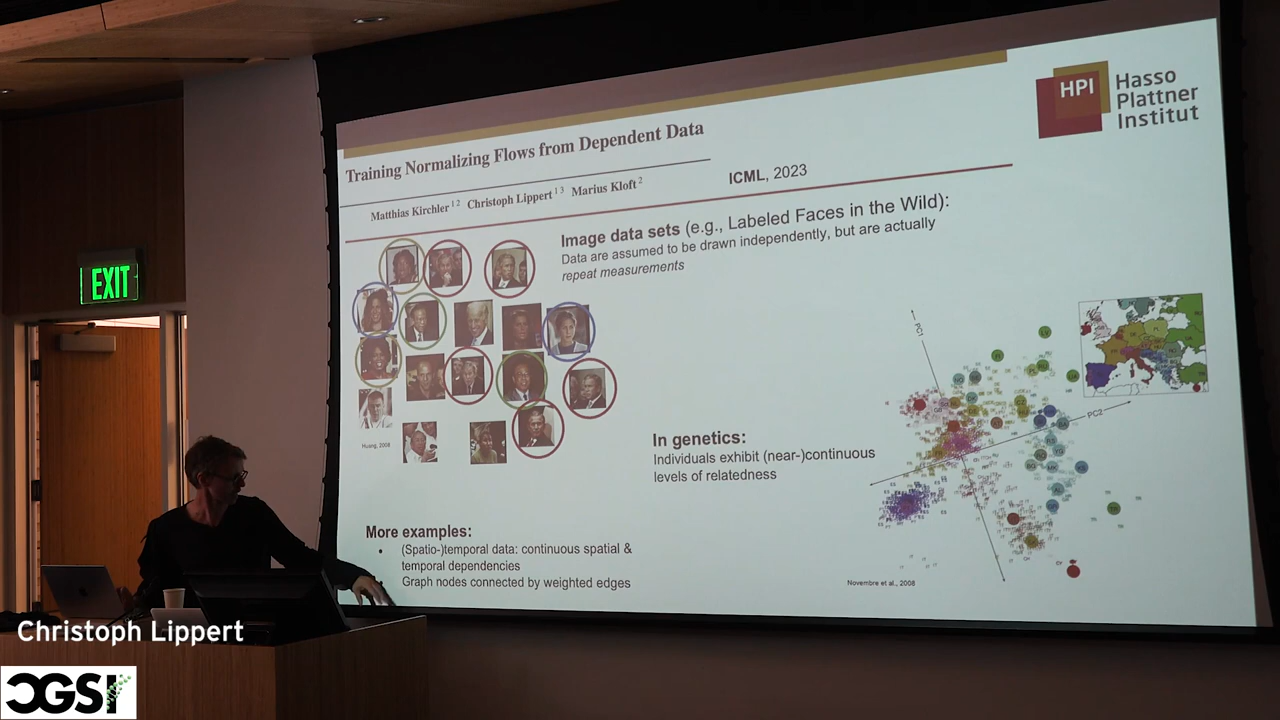 HPI
Hasso
Plattner
Institut
Training Normalizing Flows from Dependent Data
Matthias Kirchler 1 2 Christoph Lippert 1 3 Marius Kloft 2
ICML, 2023
Image data sets (e.g., Labeled Faces in the Wild):
Data are assumed to be drawn independently, but are actually
repeat measurements
EXIT
PC1
PC2
Huang, 2008
In genetics:
Individuals exhibit (near-)continuous
levels of relatedness
More examples:
• (Spatio-)temporal data: continuous spatial &
temporal dependencies
Graph nodes connected by weighted edges
Novembre et al., 2008
Christoph Lippert
CGSI